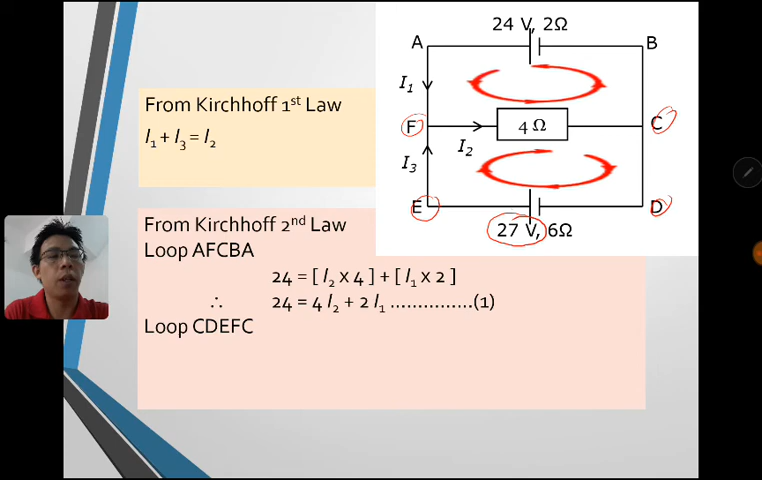 24 V, 2Ω
A
B
I₁
F
4 Ω
C
I₂
I₃
E
D
27 V, 6Ω
From Kirchhoff 1st Law
I₁ + I₃ = I₂
From Kirchhoff 2nd Law
Loop AFCBA
24 = [ I₂ x 4 ] + [ I₁ x 2 ]
∴ 24 = 4 I₂ + 2 I₁ ...............(1)
Loop CDEFC